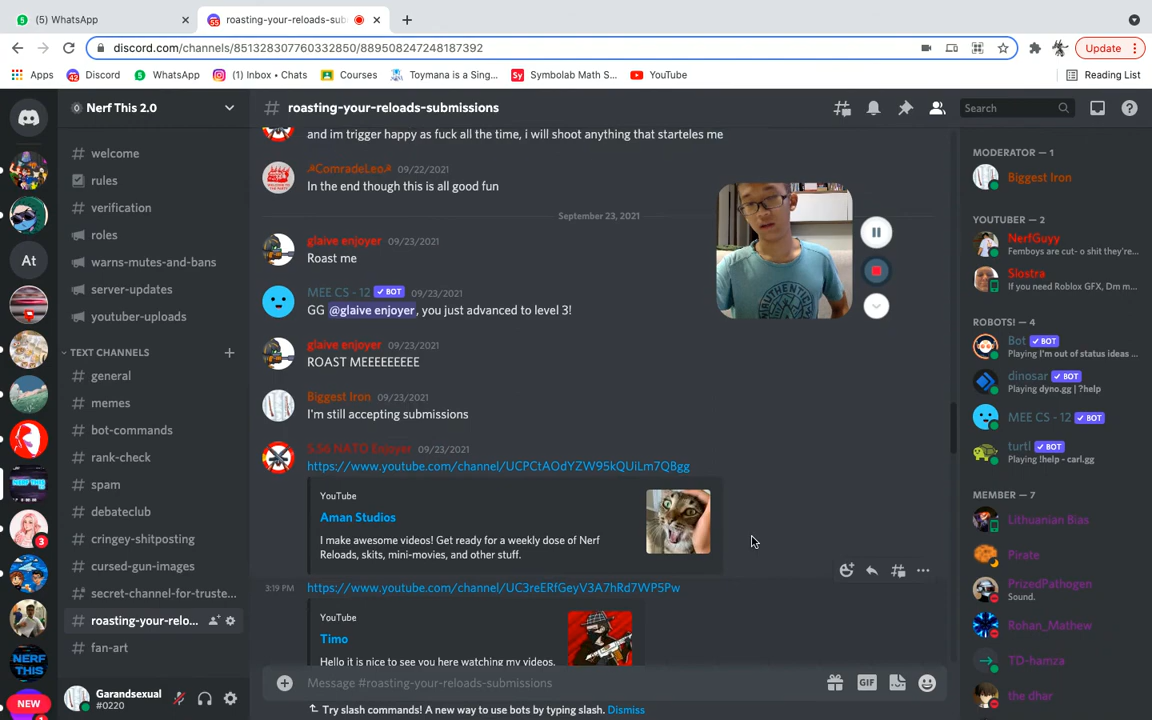 (5) WhatsApp
roasting-your-reloads-sub
discord.com/channels/851328307760332850/889508247248187392
Update
Apps
Discord
WhatsApp
(1) Inbox • Chats
Courses
Toymana is a Sing...
Symbolab Math S...
YouTube
Reading List
Nerf This 2.0
# welcome
rules
# verification
roles
warns-mutes-and-bants
server-updates
youtuber-uploads
TEXT CHANNELS
# general
# memes
# bot-commands
# rank-check
# spam
# debateclub
# cringey-shitposting
# cursed-gun-images
secret-channel-for-truste...
# roasting-your-relo...
# fan-art
Garandsexual
#0220
At
3
NERF THIS
NERF THIS
NEW
# roasting-your-reloads-submissions
Search
and im trigger happy as fuck all the time, i will shoot anything that starteles me
☭ComradeLeo☭ 09/22/2021
In the end though this is all good fun
September 23, 2021
glaive enjoyer 09/23/2021
Roast me
MEE CS - 12 ✓ BOT 09/23/2021
GG @glaive enjoyer, you just advanced to level 3!
glaive enjoyer 09/23/2021
ROAST MEEEEEEEEE
Biggest Iron 09/23/2021
I'm still accepting submissions
5.56 NATO Enjoyer 09/23/2021
https://www.youtube.com/channel/UCPCtAOdYZW95kQUiLm7QBgg
YouTube
Aman Studios
I make awesome videos! Get ready for a weekly dose of Nerf
Reloads, skits, mini-movies, and other stuff.
3:19 PM https://www.youtube.com/channel/UC3reERfGeyV3A7hRd7WP5Pw
YouTube
Timo
Hello it is nice to see you here watching my videos.
Message #roasting-your-reloads-submissions
GIF
Try slash commands! A new way to use bots by typing slash. Dismiss
MODERATOR — 1
Biggest Iron
YOUTUBER — 2
NerfGuyy
Femboys are cut- o shit they're...
Slostra
If you need Roblox GFX, Dm m...
ROBOTS! — 4
Bot ✓ BOT
Playing I'm out of status ideas ...
dinosar ✓ BOT
Playing dyno.gg | ?help
MEE CS - 12 ✓ BOT
turtl ✓ BOT
Playing !help - carl.gg
MEMBER — 7
Lithuanian Bias
Pirate
PrizedPathogen
Sound.
Rohan_Mathew
TD-hamza
the dhar